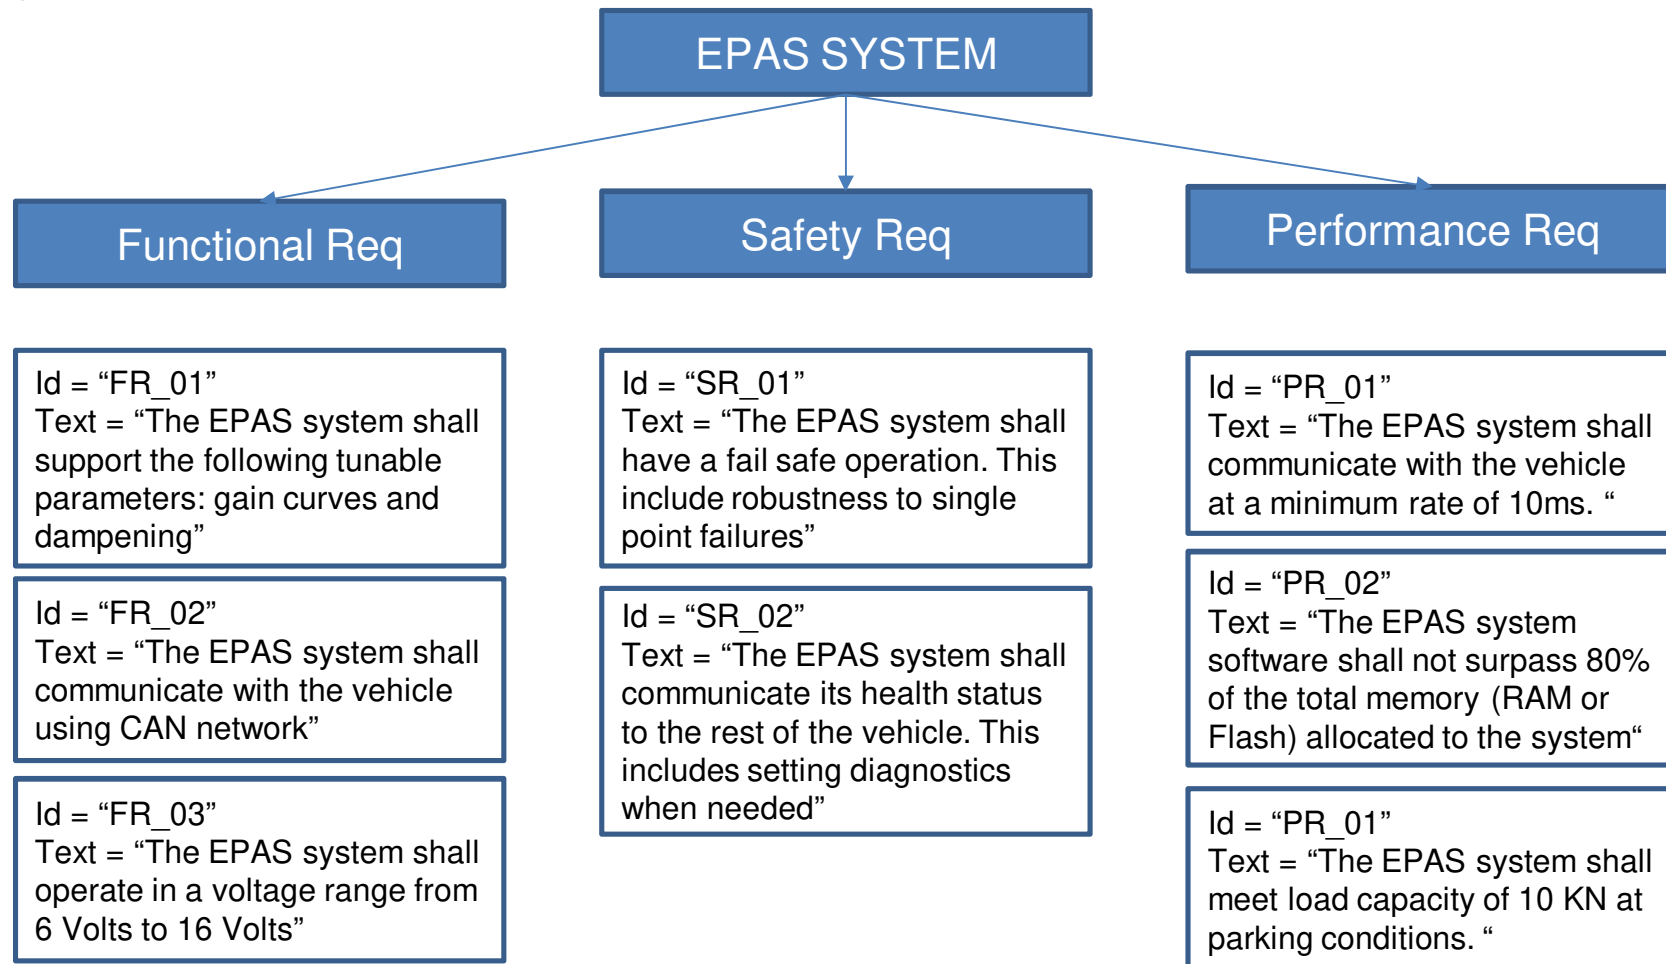 EPAS SYSTEM
Functional Req
Safety Req
Performance Req
Id = “FR_01”
Text = “The EPAS system shall
support the following tunable
parameters: gain curves and
dampening”
Id = “FR_02”
Text = “The EPAS system shall
communicate with the vehicle
using CAN network”
Id = “FR_03”
Text = “The EPAS system shall
operate in a voltage range from
6 Volts to 16 Volts”
Id = “SR_01”
Text = “The EPAS system shall
have a fail safe operation. This
include robustness to single
point failures”
Id = “SR_02”
Text = “The EPAS system shall
communicate its health status
to the rest of the vehicle. This
includes setting diagnostics
when needed”
Id = “PR_01”
Text = “The EPAS system shall
communicate with the vehicle
at a minimum rate of 10ms. “
Id = “PR_02”
Text = “The EPAS system
software shall not surpass 80%
of the total memory (RAM or
Flash) allocated to the system“
Id = “PR_01”
Text = “The EPAS system shall
meet load capacity of 10 KN at
parking conditions. “